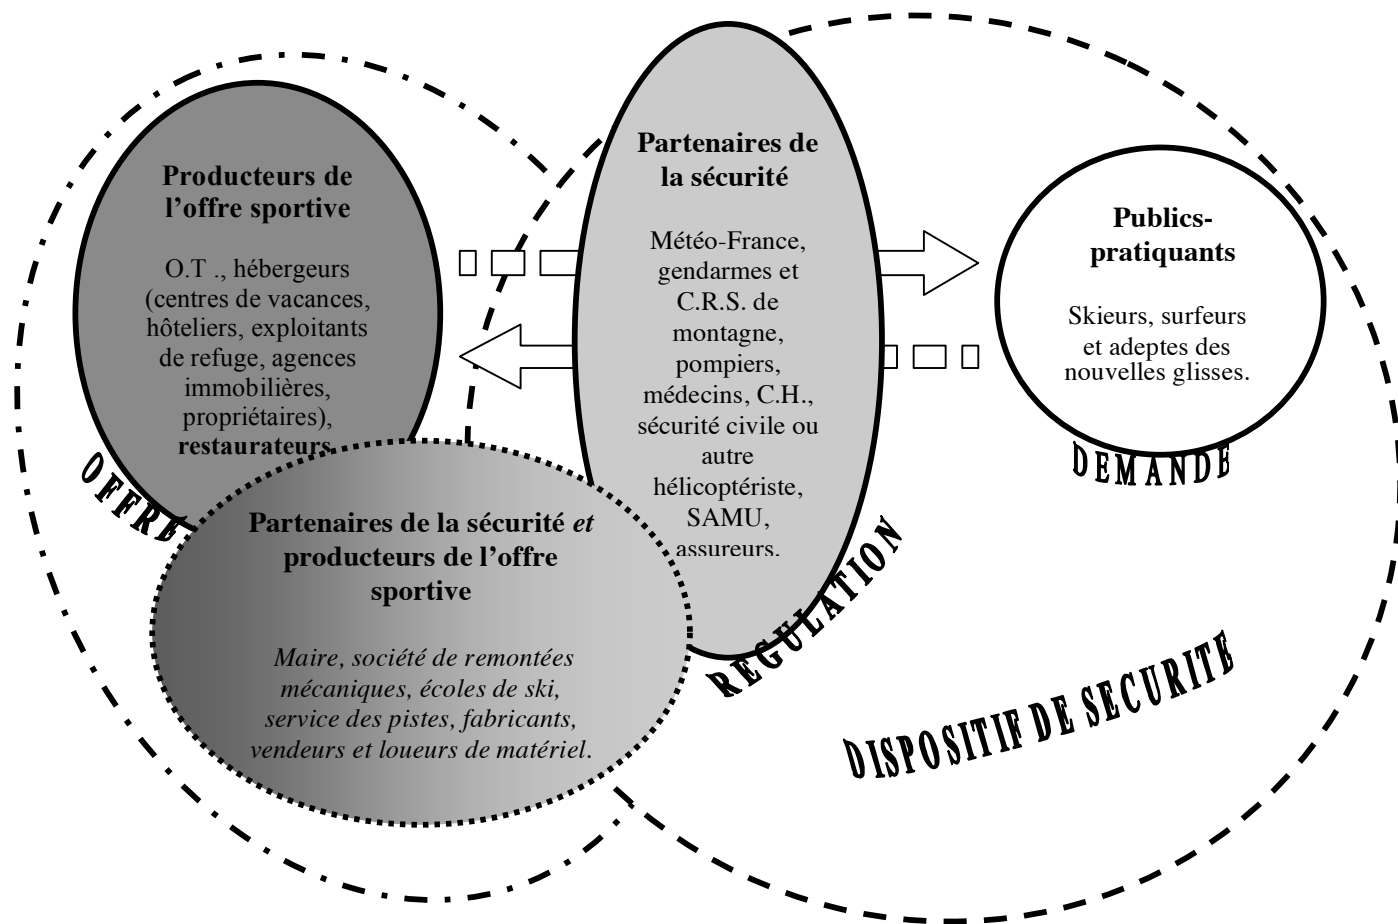 Producteurs de
l’offre sportive
O.T ., hébergeurs
(centres de vacances,
hôteliers, exploitants
de refuge, agences
immobilières,
propriétaires),
restaurateurs
OFFRE
Partenaires de
la sécurité
Météo-France,
gendarmes et
C.R.S. de
montagne,
pompiers,
médecins, C.H.,
sécurité civile ou
autre
hélicoptériste,
SAMU,
assureurs.
REGULATION
Publics-
pratiquants
Skieurs, surfeurs
et adeptes des
nouvelles glisses.
DEMANDE
Partenaires de la sécurité et
producteurs de l’offre
sportive
Maire, société de remontées
mécaniques, écoles de ski,
service des pistes, fabricants,
vendeurs et loueurs de matériel.
DISPOSITIF DE SECURITE